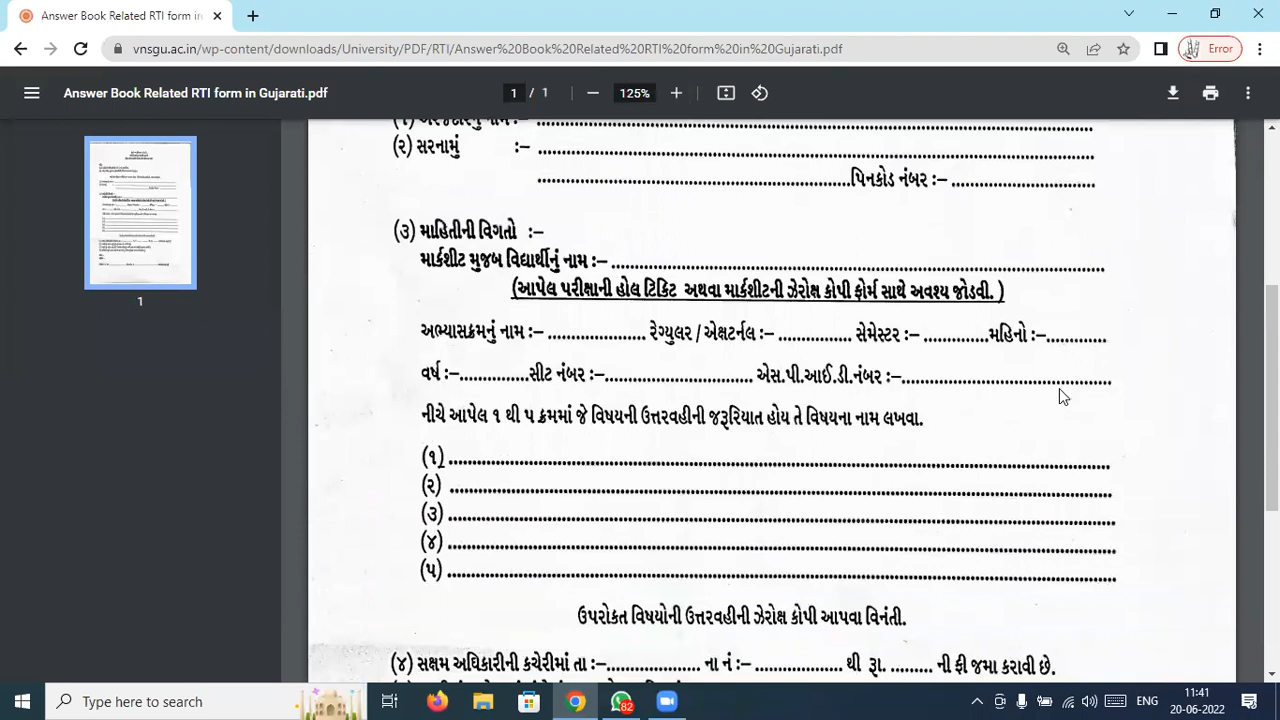 Answer Book Related RTI form in
vnsgu.ac.in/wp-content/downloads/University/PDF/RTI/Answer%20Book%20Related%20RTI%20form%20in%20Gujarati.pdf
Error
Answer Book Related RTI form in Gujarati.pdf
1 / 1
125%
1
(૧) અરજદારનું નામ :- ....................
(૨) સરનામું :- ....................
....................પિનકોડ નંબર :- ....................
(૩) માહિતીની વિગતો :-
માર્કશીટ મુજબ વિદ્યાર્થીનું નામ :- ....................
(આપેલ પરીક્ષાની હોલ ટિકિટ અથવા માર્કશીટની ઝેરોક્ષ કોપી ફોર્મ સાથે અવશ્ય જોડવી. )
અભ્યાસક્રમનું નામ :- .................... રેગ્યુલર / એક્ષટર્નલ :- ............... સેમેસ્ટર :- .............મહિનો :-............
વર્ષ :-..............સીટ નંબર :-.............................. એસ.પી.આઈ.ડી.નંબર :-....................
નીચે આપેલ ૧ થી ૫ ક્રમમાં જે વિષયની ઉત્તરવહીની જરૂરિયાત હોય તે વિષયના નામ લખવા.
(૧) ....................
(૨) ....................
(૩) ....................
(૪) ....................
(૫) ....................
ઉપરોકત વિષયોની ઉત્તરવહીની ઝેરોક્ષ કોપી આપવા વિનંતી.
(૪) સક્ષમ અધિકારીની કચેરીમાં તા :-.................... ના નં :- .................. થી રૂા. ......... ની ફી જમા કરાવી છે.
Type here to search
82
ENG
11:41
20-06-2022